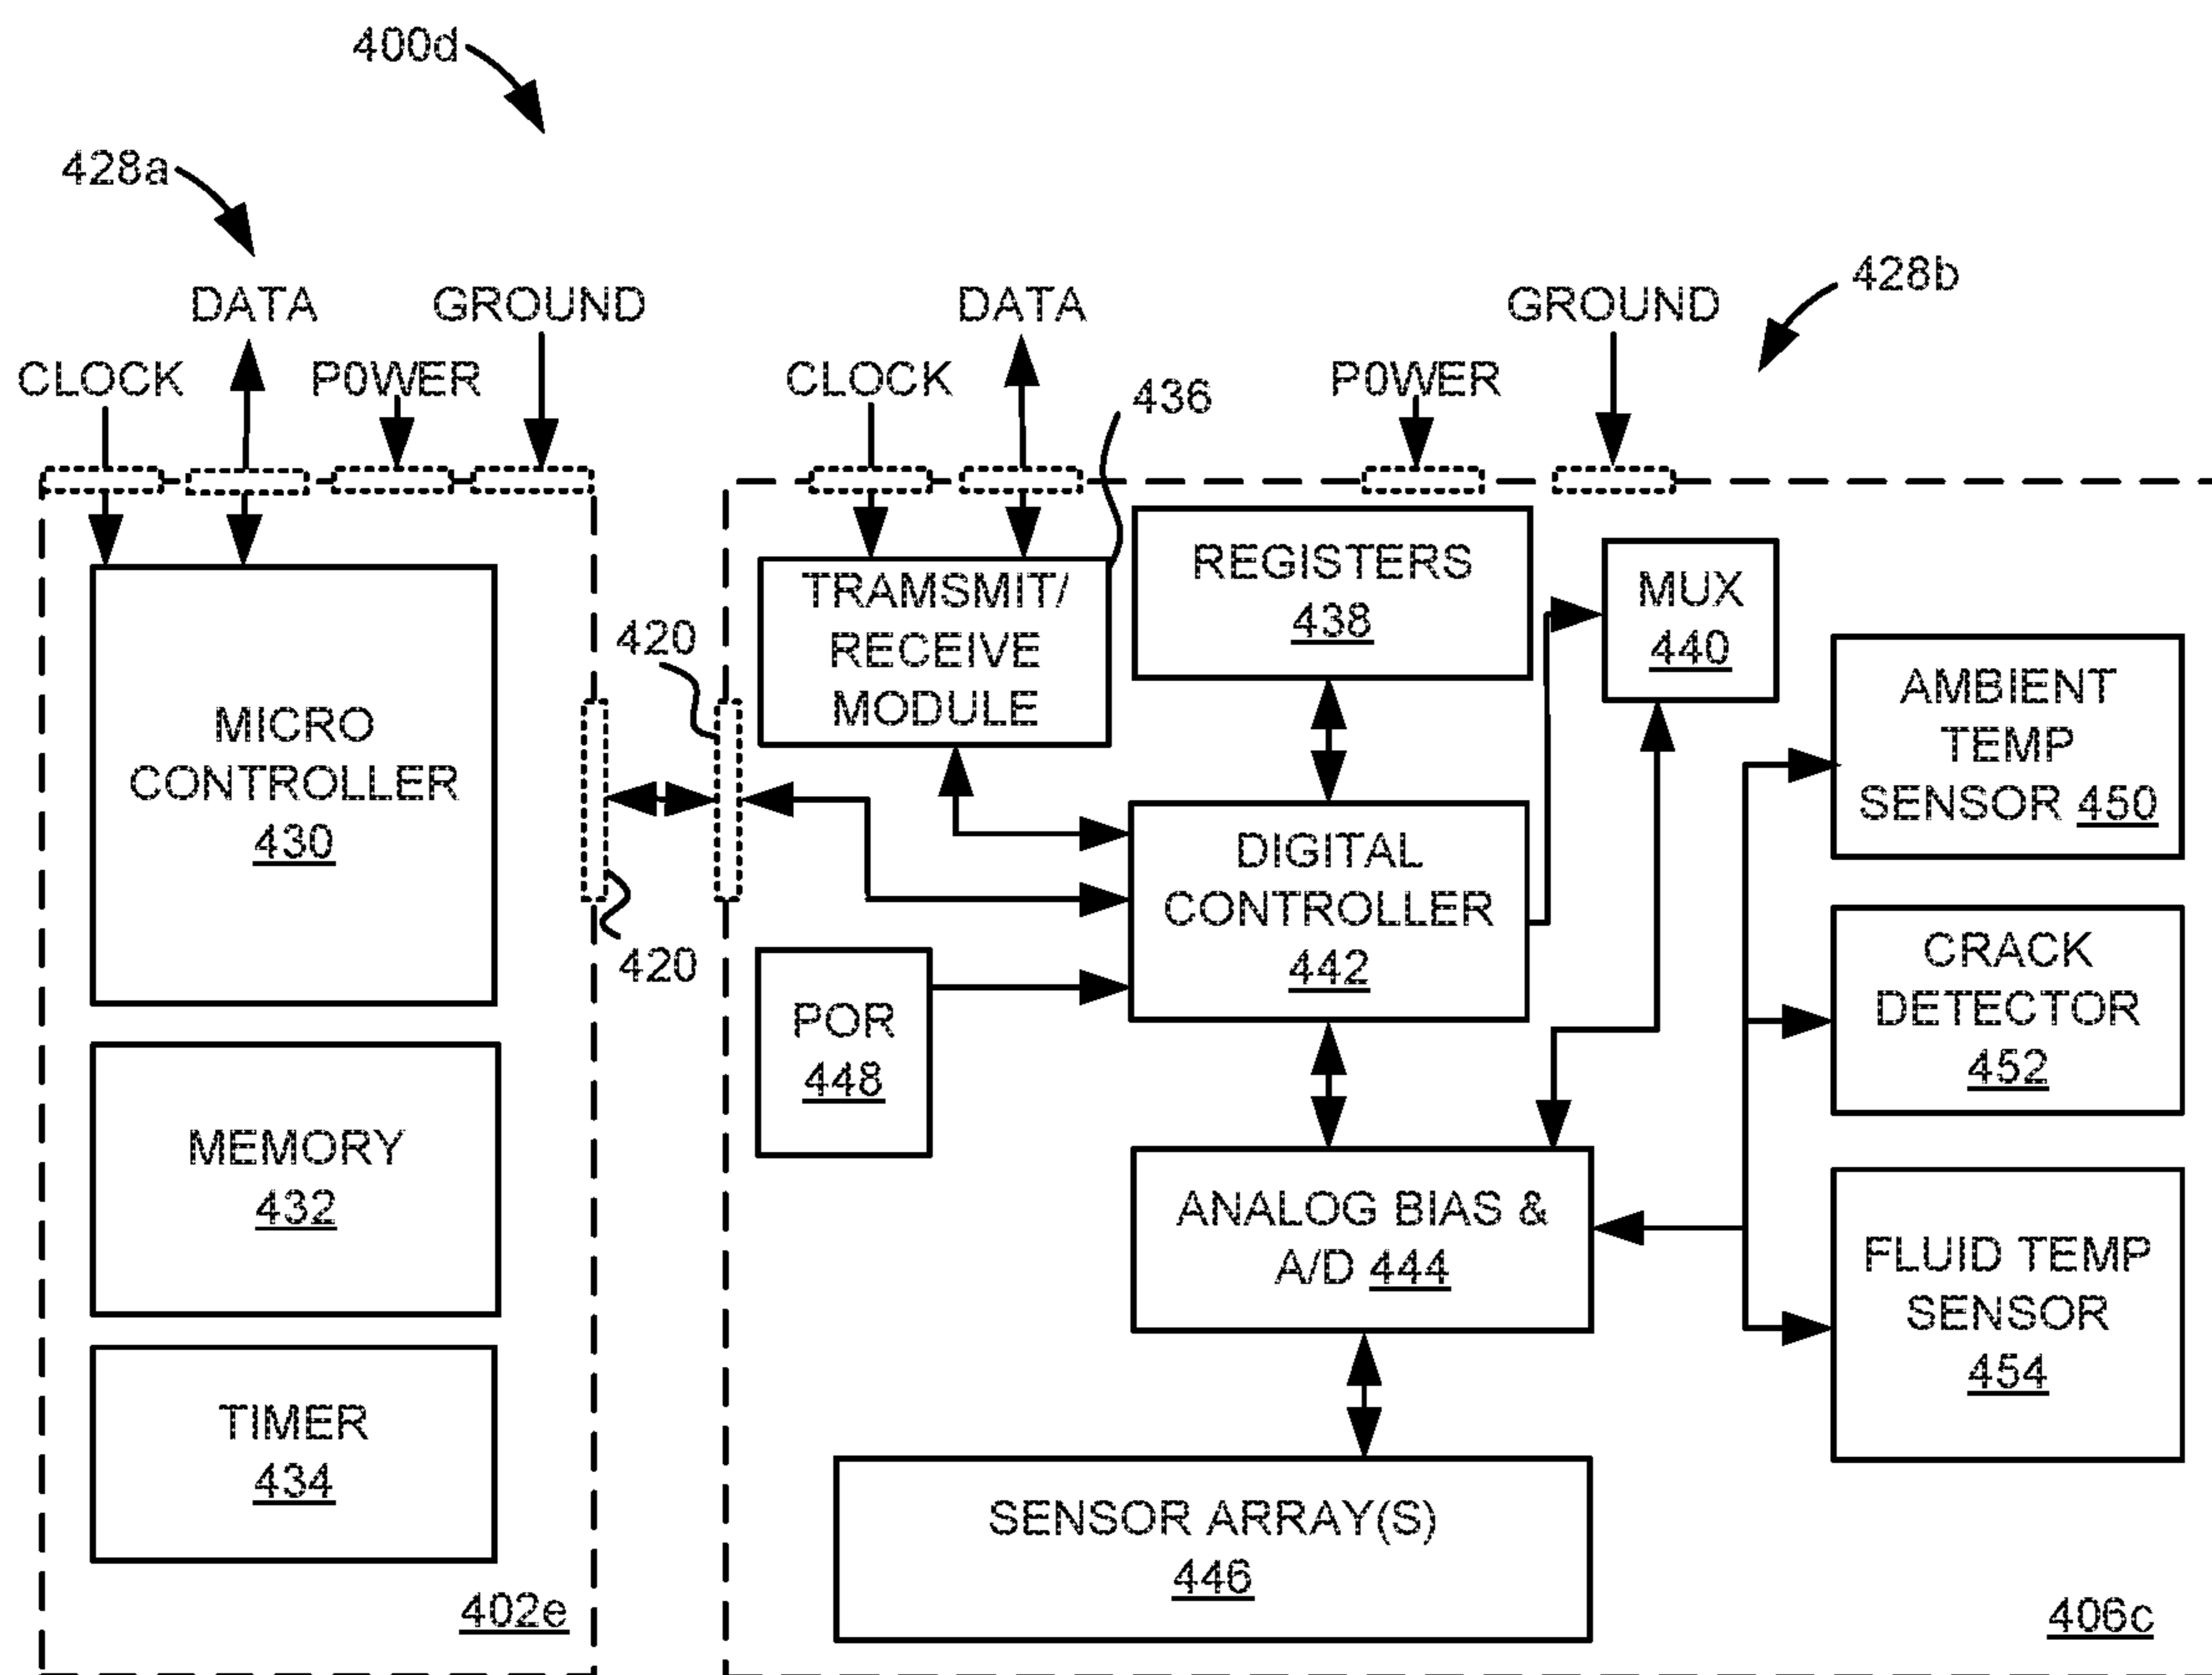 400d
428a
428b
DATA
GROUND
CLOCK
P0WER
DATA
GROUND
CLOCK
P0WER
436
MICRO
CONTROLLER
430
MEMORY
432
TIMER
434
402e
420
420
TRAMSMIT/
RECEIVE
MODULE
REGISTERS
438
MUX
440
DIGITAL
CONTROLLER
442
POR
448
ANALOG BIAS &
A/D 444
SENSOR ARRAY(S)
446
AMBIENT
TEMP
SENSOR 450
CRACK
DETECTOR
452
FLUID TEMP
SENSOR
454
406c